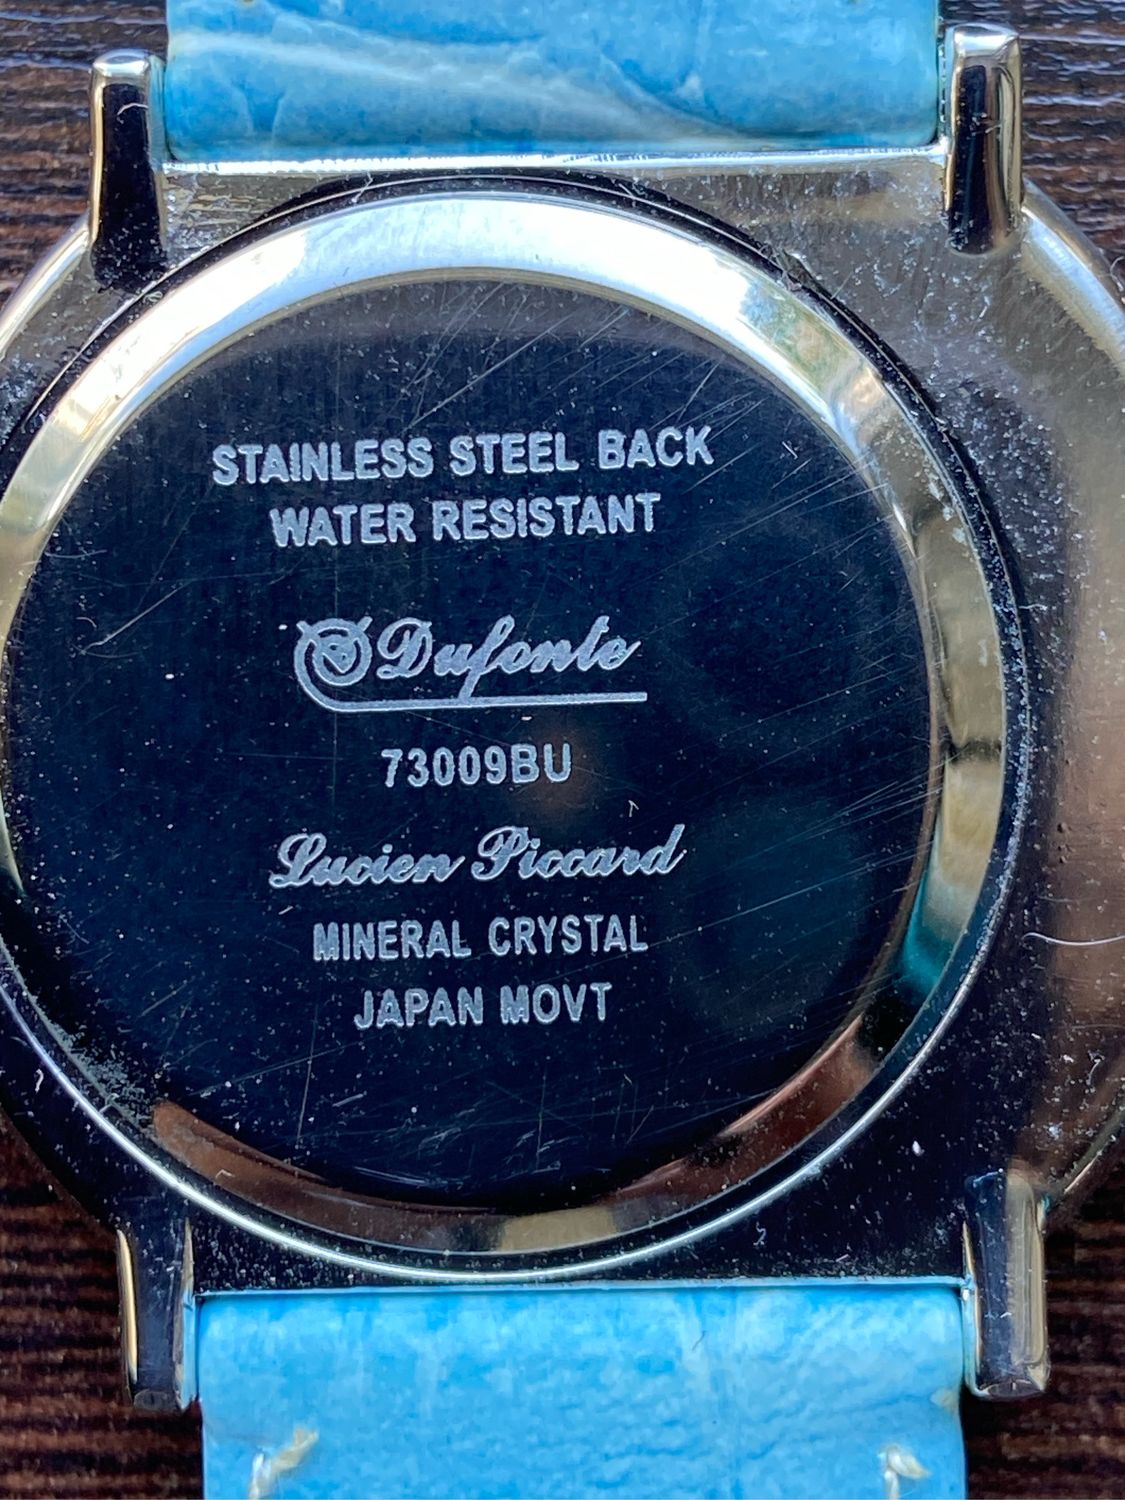 STAINLESS STEEL BACK
WATER RESISTANT
Dufonte
73009BU
Lucien Piccard
MINERAL CRYSTAL
JAPAN MOVT